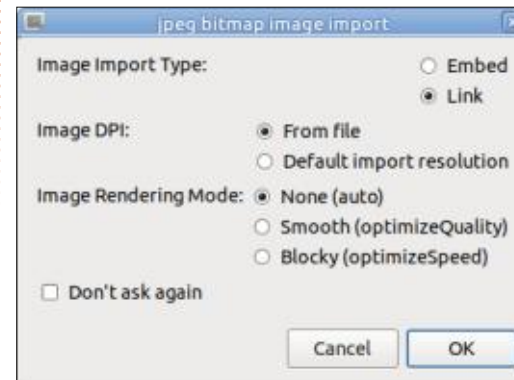 jpeg bitmap image import
Image Import Type:
Embed
Link
Image DPI:
From file
Default import resolution
Image Rendering Mode:
None (auto)
Smooth (optimizeQuality)
Blocky (optimizeSpeed)
Don't ask again
Cancel
OK